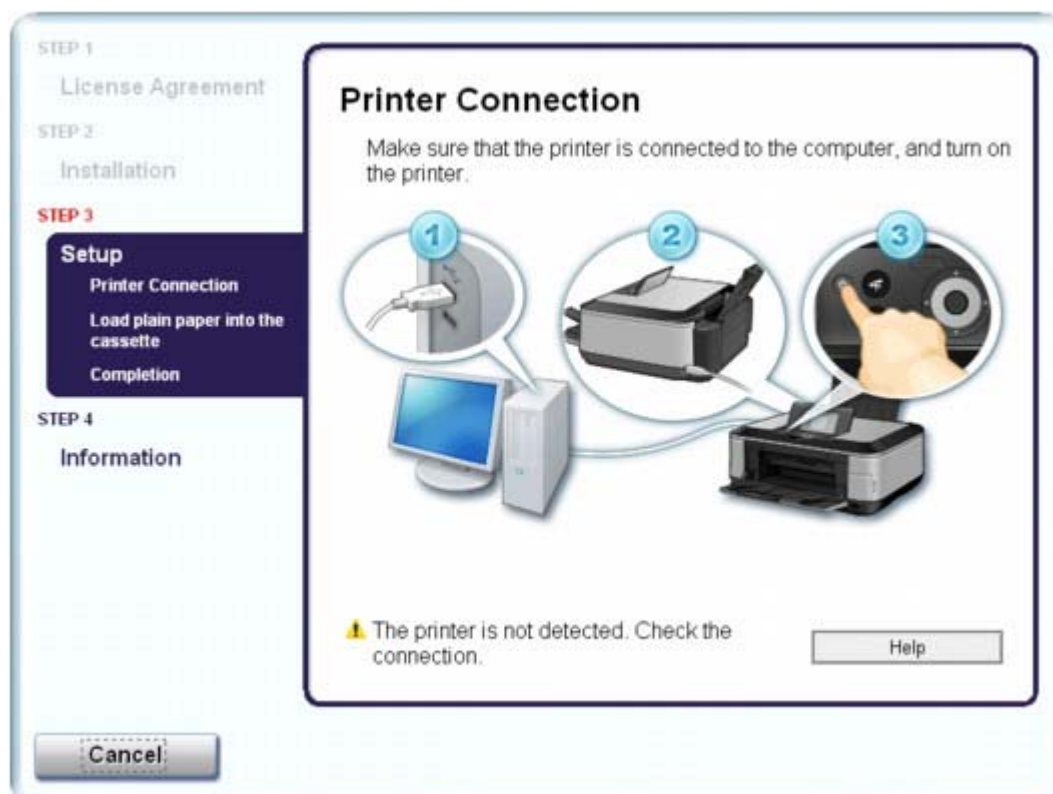 STEP 1
License Agreement
STEP 2
Installation
STEP 3
Setup
Printer Connection
Load plain paper into the
cassette
Completion
STEP 4
Information
Printer Connection
Make sure that the printer is connected to the computer, and turn on
the printer.
1
2
3
The printer is not detected. Check the
connection.
Help
Cancel